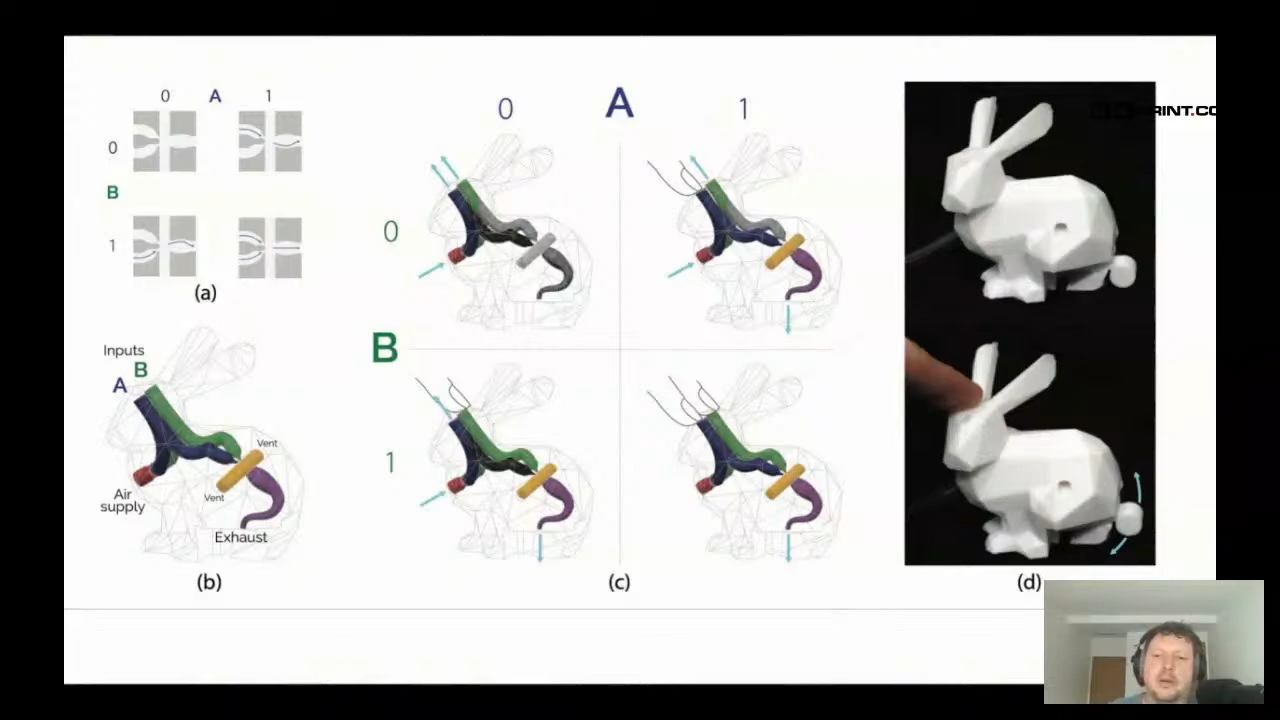 0 A 1
0
B
1
(a)
Inputs
B
A
Vent
Vent
Air
supply
Exhaust
(b)
0 A 1
0
B
1
(c)
(d)